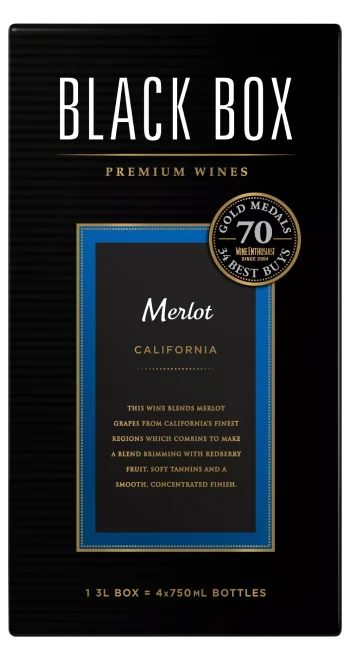 BLACK BOX
PREMIUM WINES
GOLD MEDALS
70
WINE ENTHUSIAST
SINCE 2004
34 BEST BUYS
Merlot
CALIFORNIA
THIS WINE BLENDS MERLOT
GRAPES FROM CALIFORNIA'S FINEST
REGIONS WHICH COMBINE TO MAKE
A BLEND BRIMMING WITH REDBERRY
FRUIT, SOFT TANNINS AND A
SMOOTH, CONCENTRATED FINISH.
1 3L BOX = 4x750ML BOTTLES